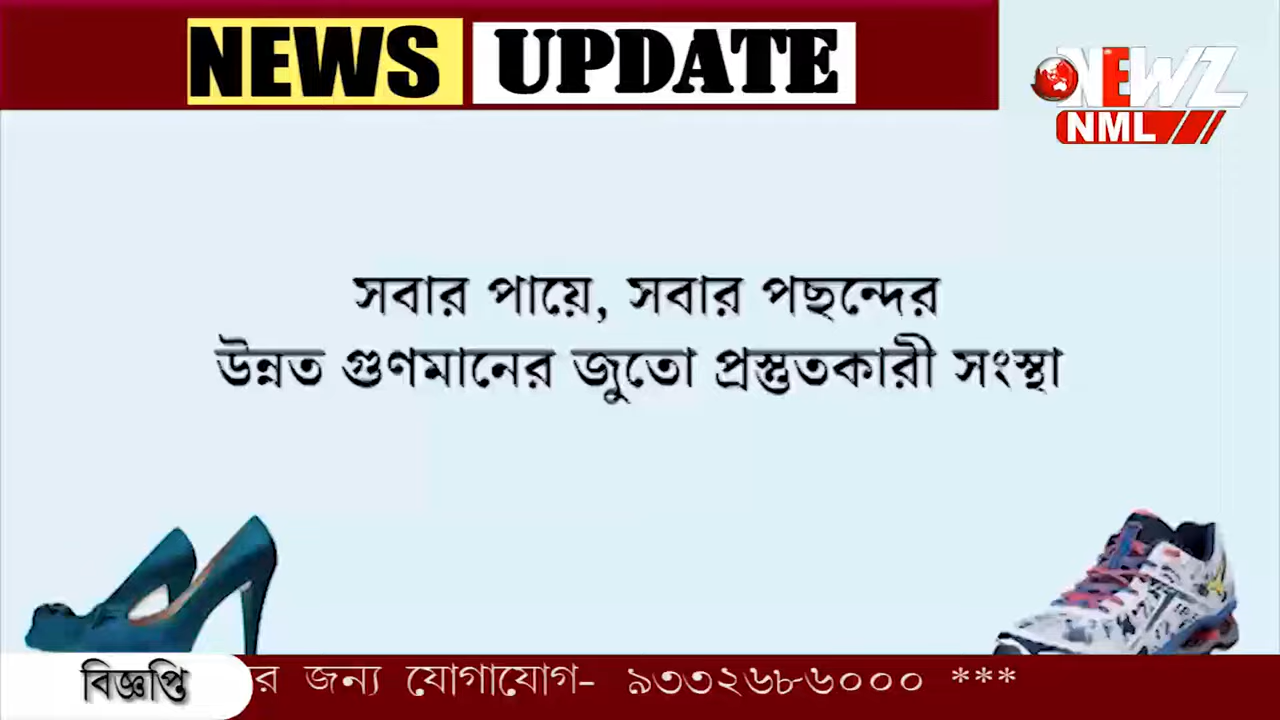 NEWS UPDATE
NEWZ
NML
সবার পায়ে, সবার পছন্দের
উন্নত গুণমানের জুতো প্রস্তুতকারী সংস্থা
বিজ্ঞপ্তি
র জন্য যোগাযোগ- ৯৩৩২৬৮৬০০০ ***